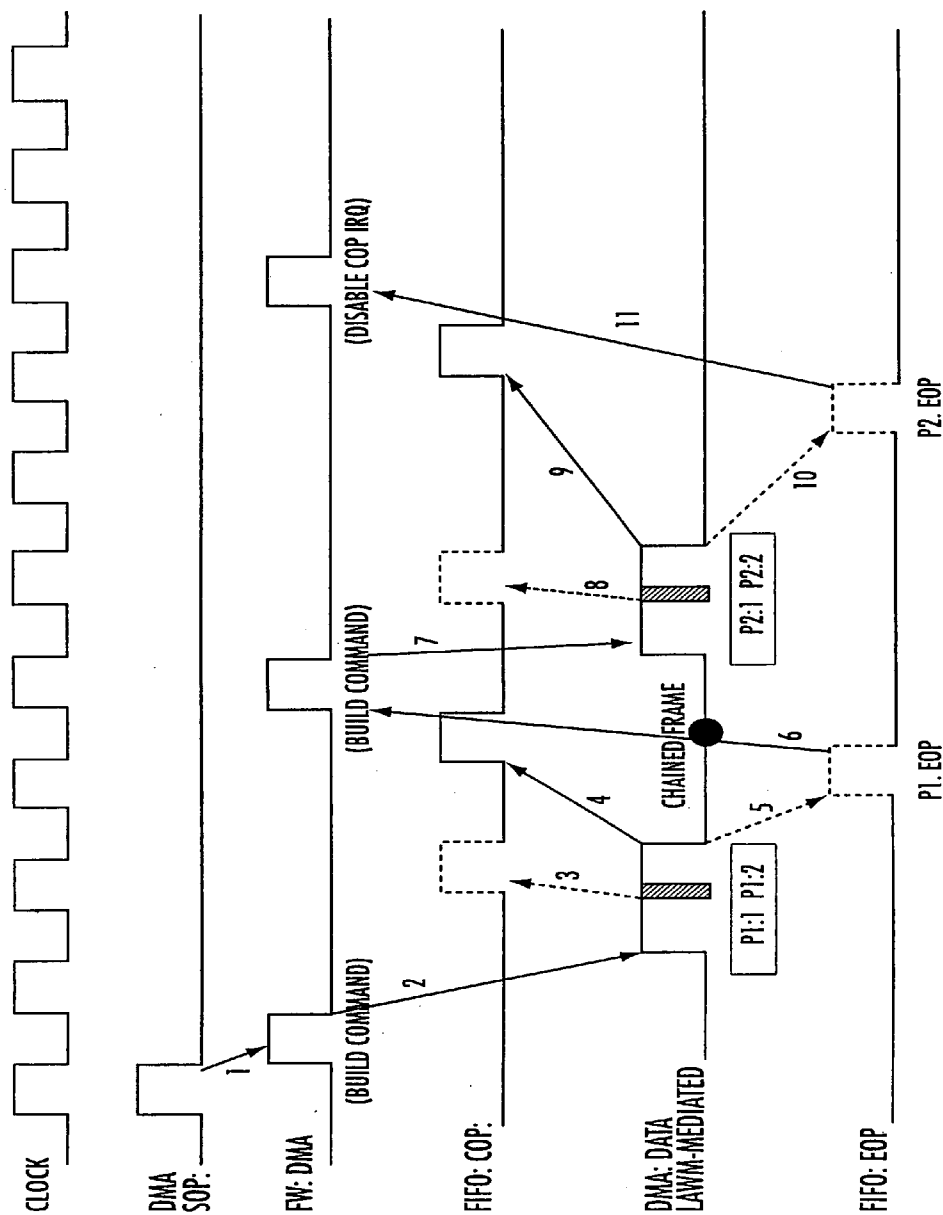 CLOCK
DMA
SOP:
1
FW: DMA
(BUILD COMMAND)
(BUILD COMMAND)
(DISABLE COP IRQ)
2
7
11
FIFO: COP:
3
4
8
9
DMA: DATA
LAWM-MEDIATED
CHAINED FRAME
P1:1 P1:2
5
6
P2:1 P2:2
10
FIFO: EOP
P1. EOP
P2. EOP